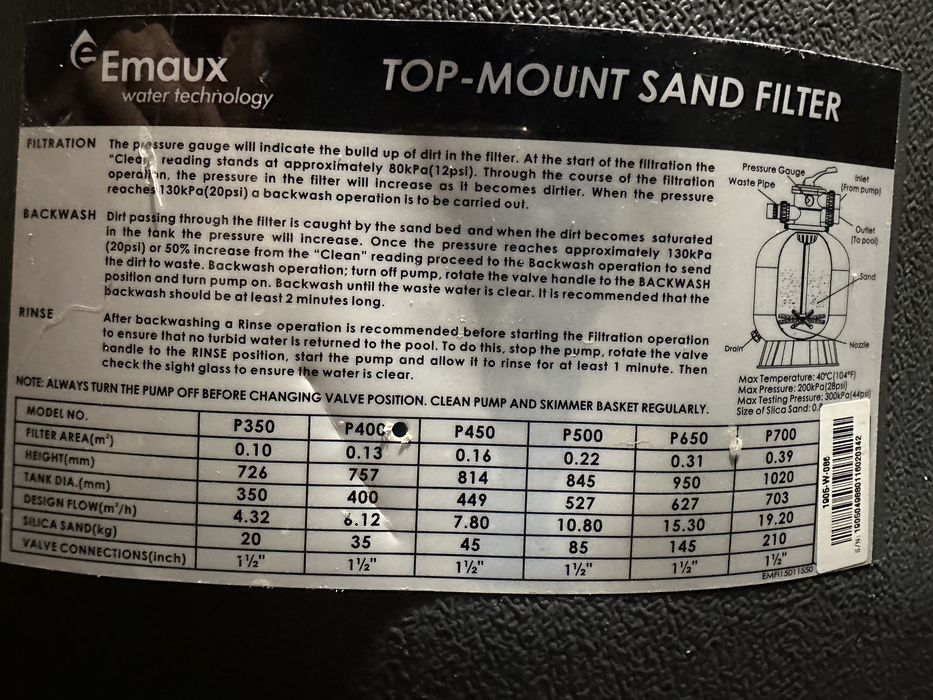 Emaux
water technology
TOP-MOUNT SAND FILTER
FILTRATION
The pressure gauge will indicate the build up of dirt in the filter. At the start of the filtration the
"Clean" reading stands at approximately 80kPa(12psi). Through the course of the filtration
operation, the pressure in the filter will increase as it becomes dirtier. When the pressure
reaches 130kPa(20psi) a backwash operation is to be carried out.
BACKWASH
Dirt passing through the filter is caught by the sand bed and when the dirt becomes saturated
in the tank the pressure will increase. Once the pressure reaches approximately 130kPa
(20psi) or 50% increase from the "Clean" reading proceed to the Backwash operation to send
the dirt to waste. Backwash operation; turn off pump, rotate the valve handle to the BACKWASH
position and turn pump on. Backwash until the waste water is clear. It is recommended that the
backwash should be at least 2 minutes long.
RINSE
After backwashing a Rinse operation is recommended before starting the Filtration operation
to ensure that no turbid water is returned to the pool. To do this, stop the pump, rotate the valve
handle to the RINSE position, start the pump and allow it to rinse for at least 1 minute. Then
check the sight glass to ensure the water is clear.
NOTE: ALWAYS TURN THE PUMP OFF BEFORE CHANGING VALVE POSITION. CLEAN PUMP AND SKIMMER BASKET REGULARLY.
Pressure Gauge
Waste Pipe
Inlet
(From pump)
Outlet
(To pool)
Sand
Drain
Nozzle
Max Temperature: 40°C(104°F)
Max Pressure: 200kPa(28psi)
Max Testing Pressure: 300kPa(44psi)
Size of Slica Sand: 0.
MODEL NO. P350 P400 P450 P500 P650 P700
FILTER AREA(m²) 0.10 0.13 0.16 0.22 0.31 0.39
HEIGHT(mm) 726 757 814 845 950 1020
TANK DIA.(mm) 350 400 449 527 627 703
DESIGN FLOW(m³/h) 4.32 6.12 7.80 10.80 15.30 19.20
SILICA SAND(kg) 20 35 45 85 145 210
VALVE CONNECTIONS(inch) 1½" 1½" 1½" 1½" 1½" 1½"
EMFI15011550
1905-W-086